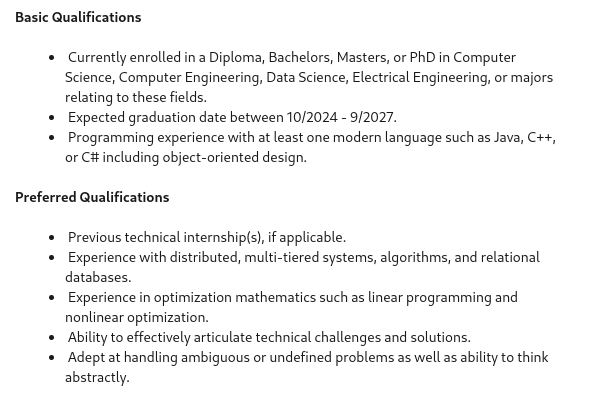 Basic Qualifications
• Currently enrolled in a Diploma, Bachelors, Masters, or PhD in Computer
Science, Computer Engineering, Data Science, Electrical Engineering, or majors
relating to these fields.
• Expected graduation date between 10/2024 - 9/2027.
• Programming experience with at least one modern language such as Java, C++,
or C# including object-oriented design.
Preferred Qualifications
• Previous technical internship(s), if applicable.
• Experience with distributed, multi-tiered systems, algorithms, and relational
databases.
• Experience in optimization mathematics such as linear programming and
nonlinear optimization.
• Ability to effectively articulate technical challenges and solutions.
• Adept at handling ambiguous or undefined problems as well as ability to think
abstractly.